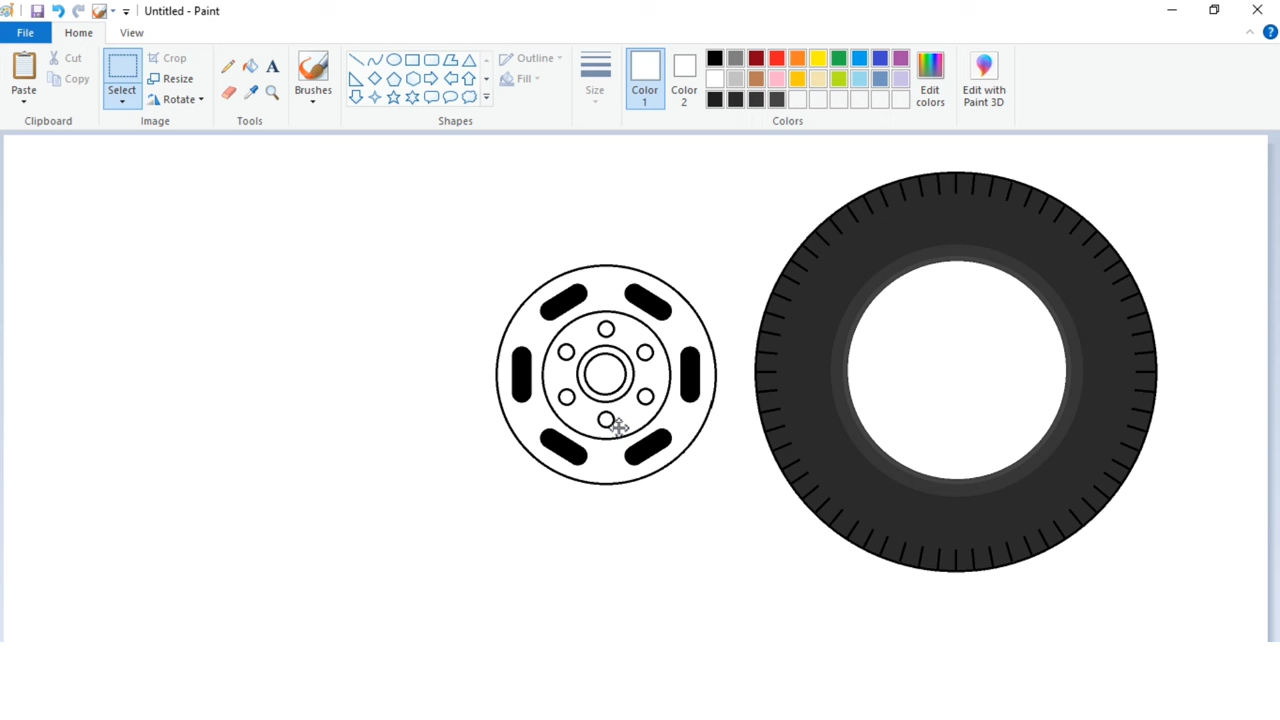 Untitled - Paint
File Home View
Paste
Cut
Copy
Clipboard
Select
Crop
Resize
Rotate
Image
A
Tools
Brushes
Outline
Fill
Shapes
Size
Color 1
Color 2
Edit colors
Colors
Edit with Paint 3D
?